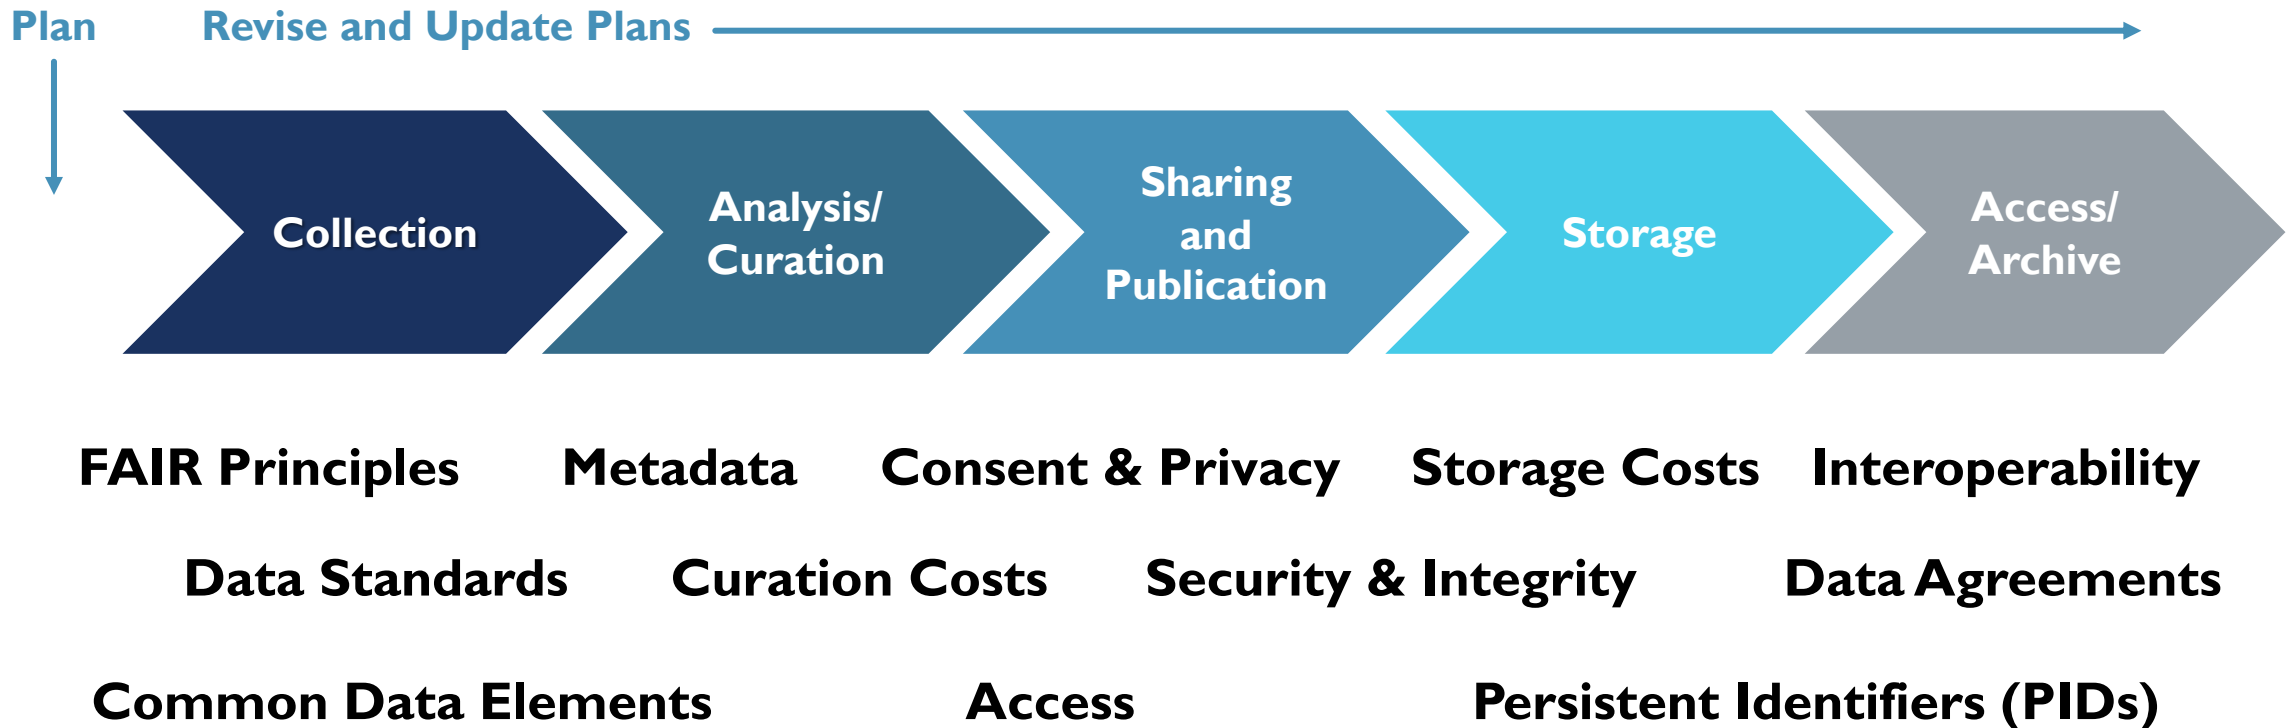 Plan
Revise and Update Plans
Collection
Analysis/
Curation
Sharing
and
Publication
Storage
Access/
Archive
FAIR Principles
Metadata
Consent & Privacy
Storage Costs
Interoperability
Data Standards
Curation Costs
Security & Integrity
Data Agreements
Common Data Elements
Access
Persistent Identifiers (PIDs)